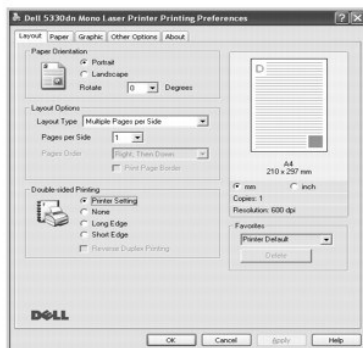 Dell 5330dn Mono Laser Printer Printing Preferences
Layout Paper Graphic Other Options About
Paper Orientation
Portrait
Landscape
Rotate 0 Degrees
Layout Options
Layout Type Multiple Pages per Side
Pages per Side 1
Pages Order Right, Then Down
Print Page Border
Double-sided Printing
Printer Setting
None
Long Edge
Short Edge
Reverse Duplex Printing
D
A4
210 x 297 mm
mm inch
Copies: 1
Resolution: 600 dpi
Favorites
Printer Default
Delete
DELL
OK Cancel Apply Help